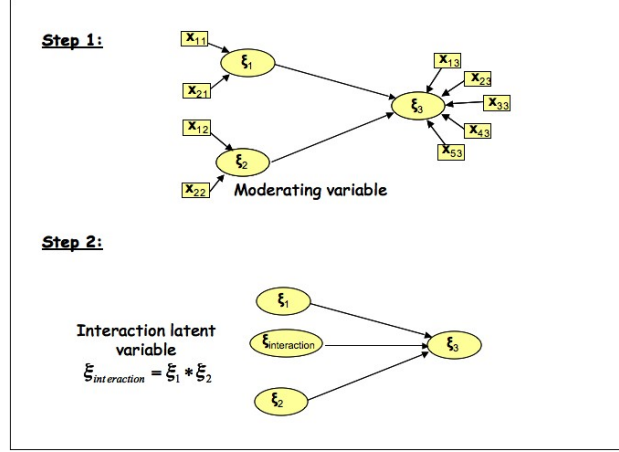 Step 1:
x11
x21
ξ1
x12
x22
ξ2
Moderating variable
ξ3
x13
x23
x33
x43
x53
Step 2:
Interaction latent
variable
ξinteraction = ξ1 * ξ2
ξ1
ξinteraction
ξ2
ξ3